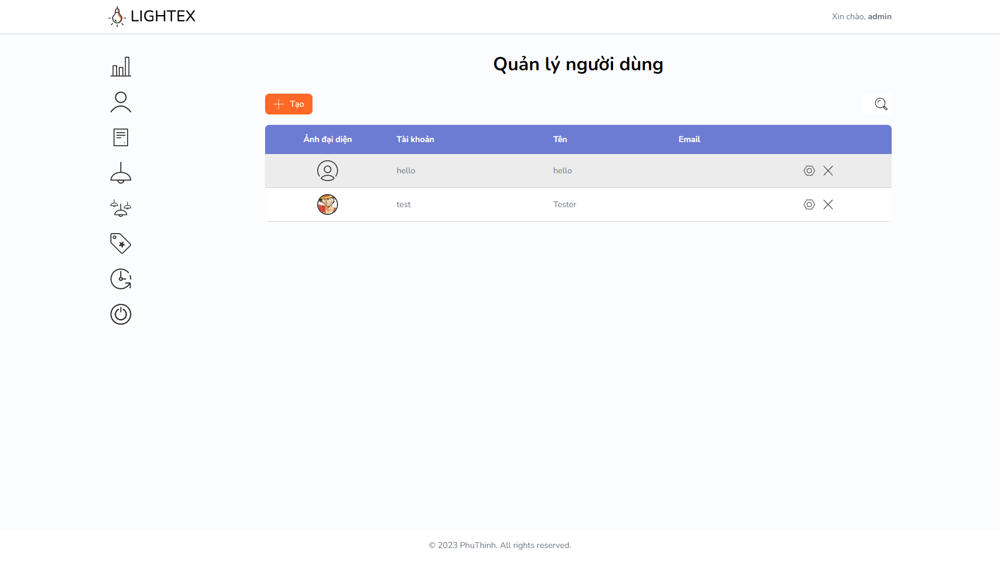 LIGHTEX
Xin chào, admin
Quản lý người dùng
Tạo
Ảnh đại diện Tài khoản Tên Email
hello hello
test Tester
© 2023 PhuThinh. All rights reserved.